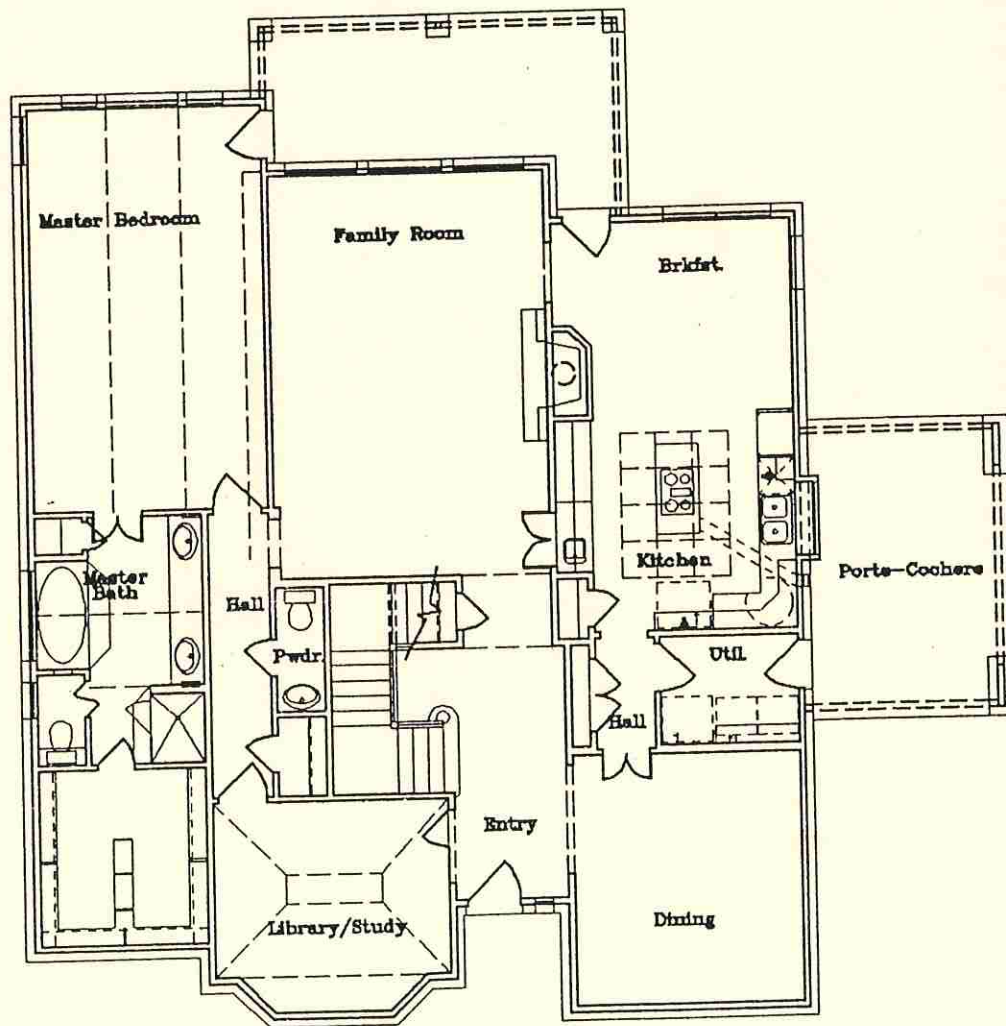 Master Bedroom
Family Room
Brkfst.
Master
Bath
Hall
Kitchen
Porte-Cochere
Pwdr.
Util.
Hall
Entry
Library/Study
Dining